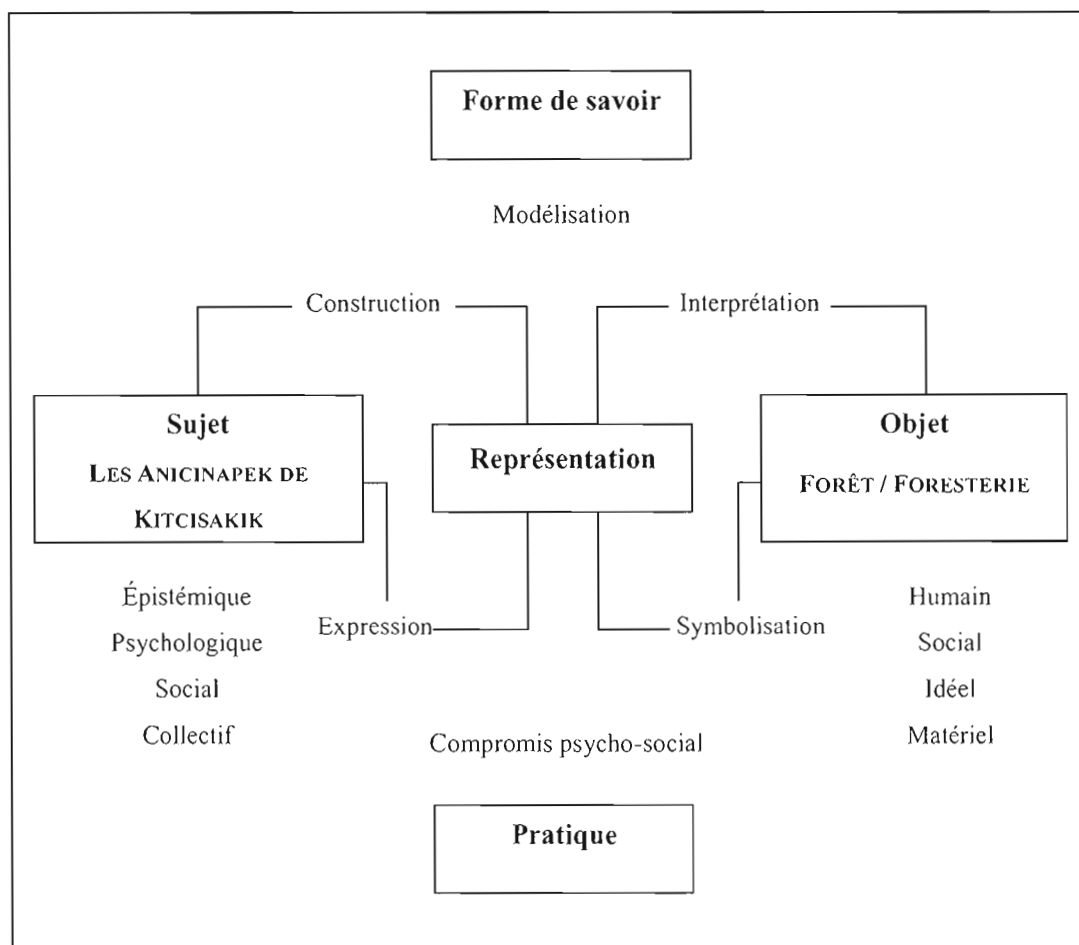 Forme de savoir
Modélisation
Construction
Interprétation
Sujet
LES ANICINAPEK DE
KITCISAKIK
Représentation
Objet
FORÊT / FORESTERIE
Épistémique
Psychologique
Social
Collectif
Expression
Symbolisation
Humain
Social
Idéel
Matériel
Compromis psycho-social
Pratique